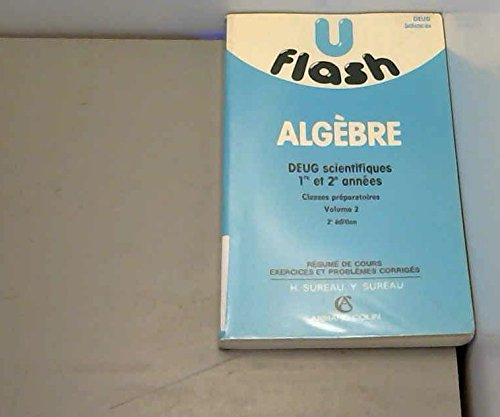 DEUG
U
flash
ALGÈBRE
DEUG scientifiques
1re et 2e années
Classes préparatoires
Volume 2
2e édition
RÉSUMÉ DE COURS
EXERCICES ET PROBLÈMES CORRIGÉS
H. SUREAU Y. SUREAU
ARMAND COLIN